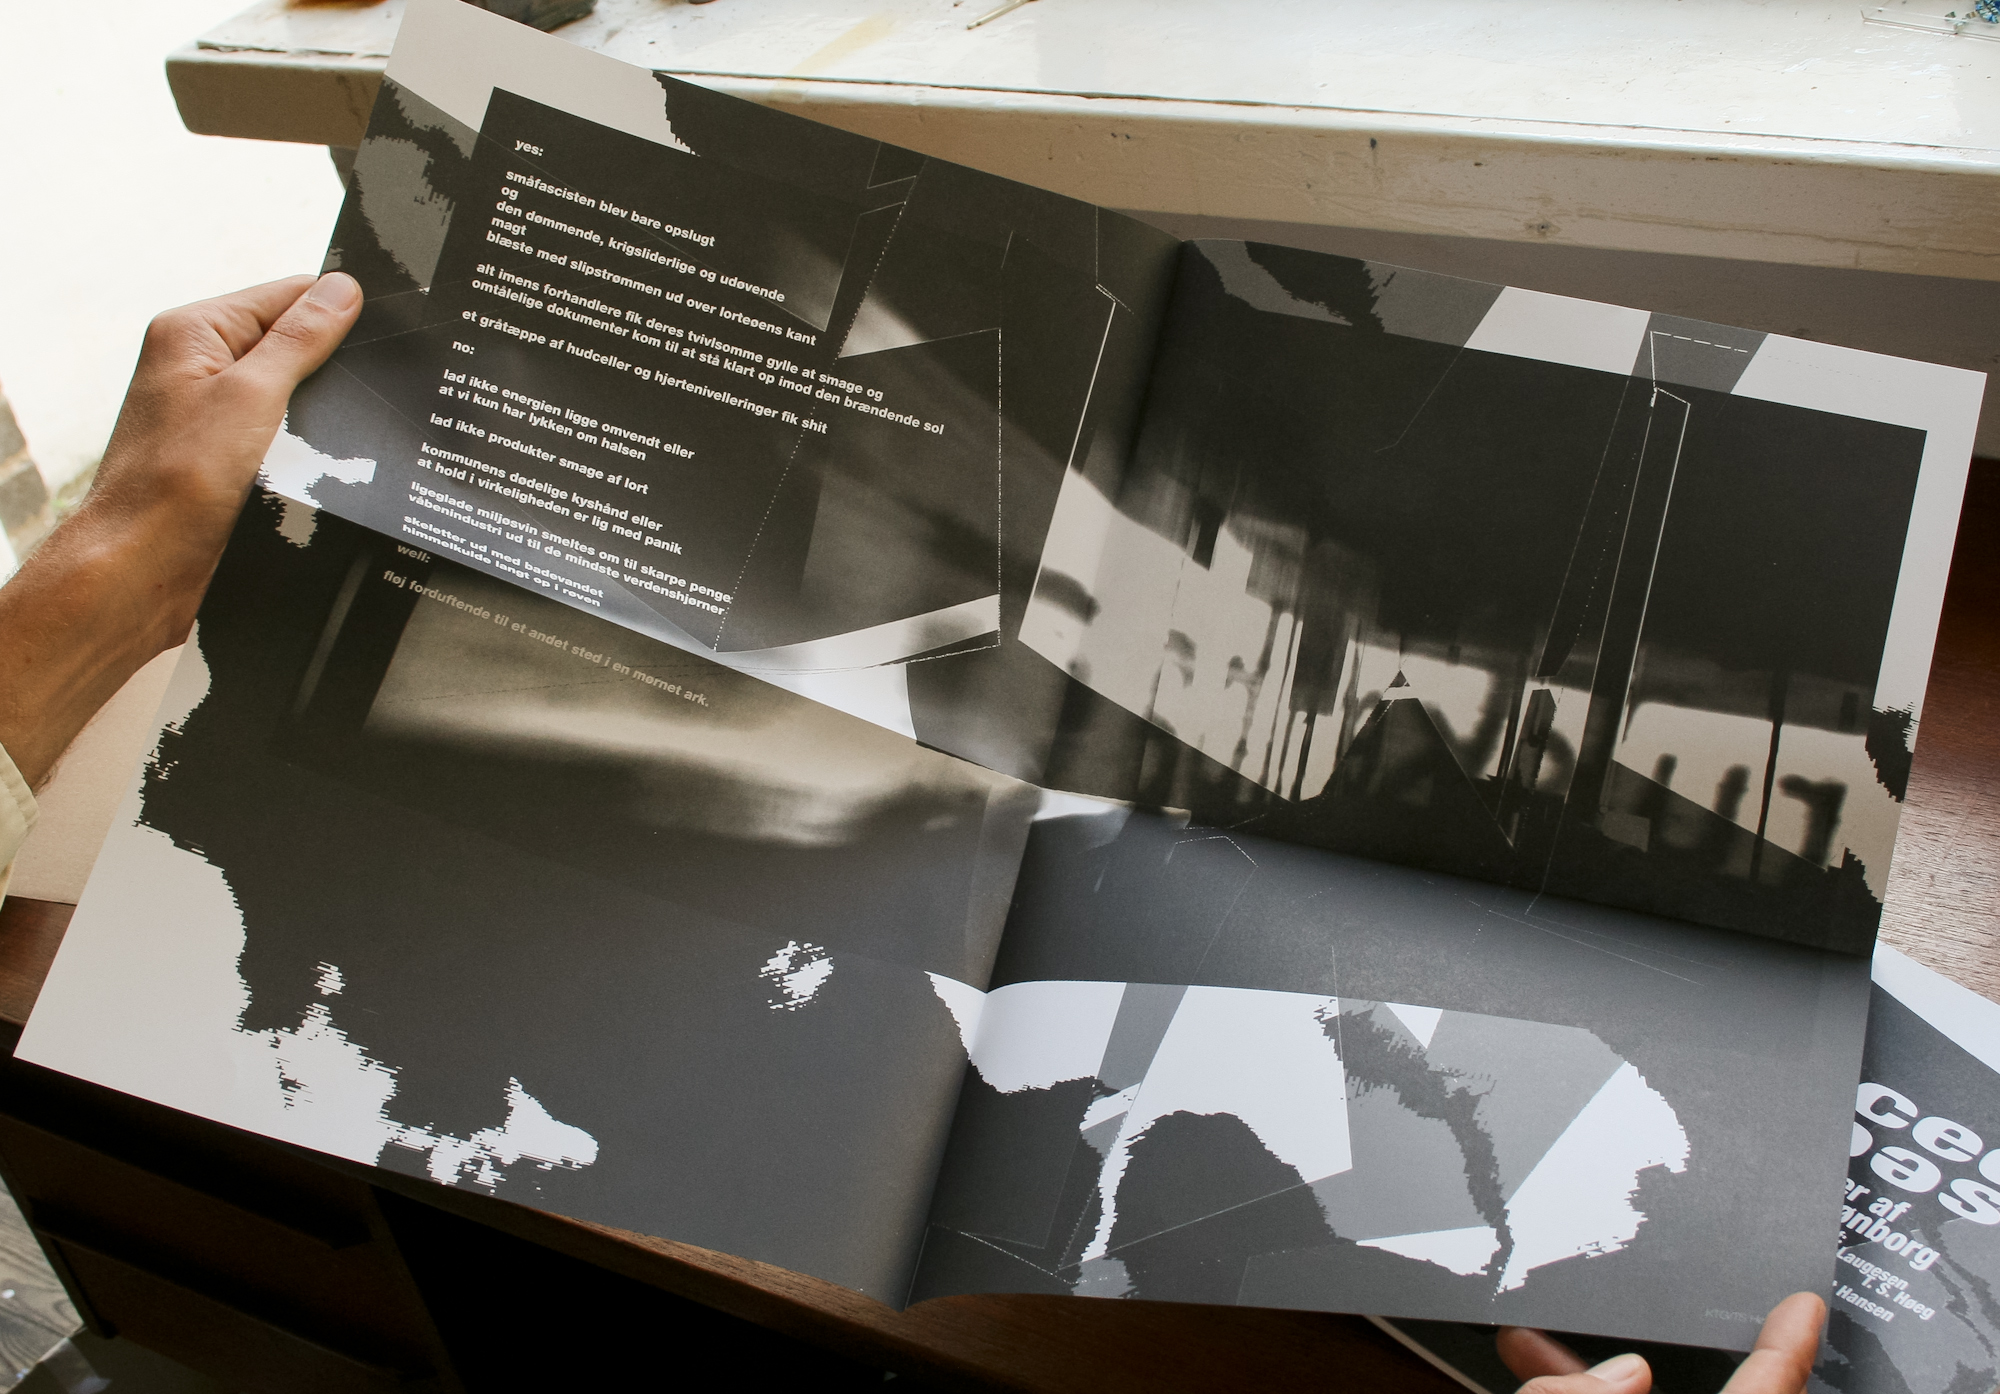 yes:
småfascisten blev bare opslugt
og
den dømmende, krigsliderlige og udøvende
magt
blæste med slipstrømmen ud over lorteøens kant
alt imens forhandlere fik deres tvivlsomme gylle at smage og
omtålelige dokumenter kom til at stå klart op imod den brændende sol
et gråtæppe af hudceller og hjertenivelleringer fik shit
no:
lad ikke energien ligge omvendt eller
at vi kun har lykken om halsen
lad ikke produkter smage af lort
kommunens dødelige kyshånd eller
at hold i virkeligheden er lig med panik
ligeglade miljøsvin smeltes om til skarpe penge
våbenindustri ud til de mindste verdenshjørner
skeletter ud med badevandet
himmelkulde langt op i røven
well:
fløj forduftende til et andet sted i en mørnet ark.
er af
ønborg
Laugesen
T. S. Høeg
Hansen